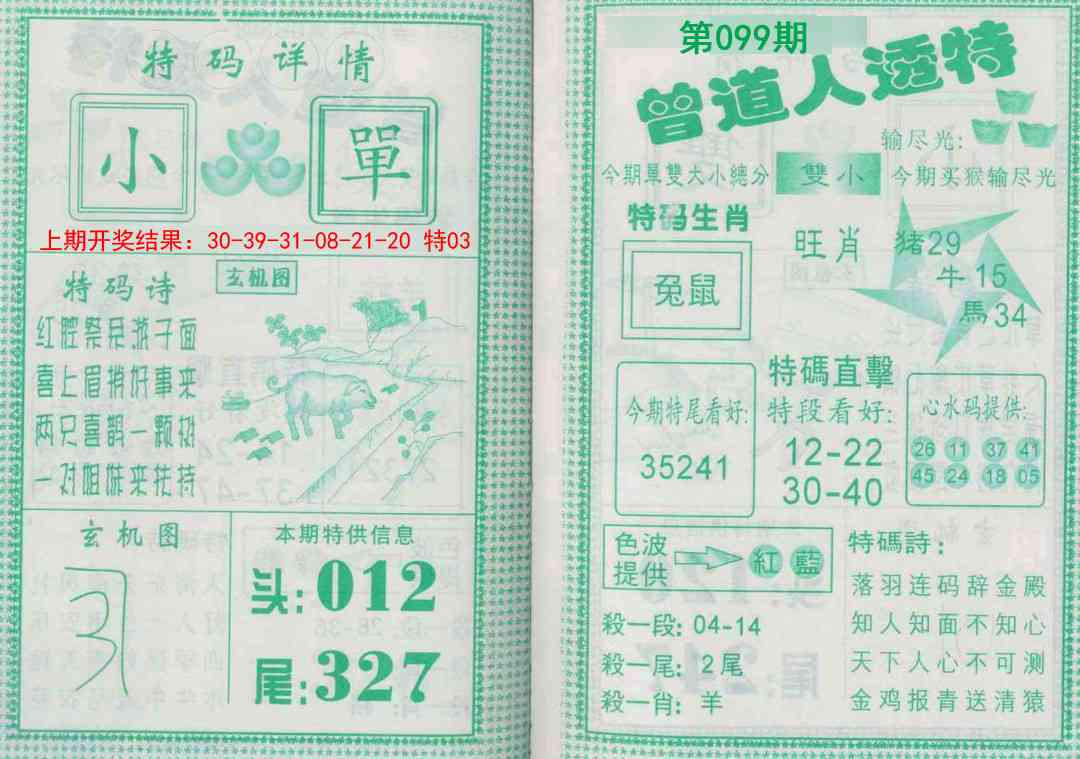 特码详情
小
單
上期开奖结果：30-39-31-08-21-20 特03
特码诗
红腔祭是游子面
喜上眉梢好事来
两只喜鹊一颗树
一对姐妹来扶持
玄机图
玄机图
本期特供信息
头:012
尾:327
第099期
曾道人透特
输尽光:
今期單雙大小總分
雙小
今期买猴输尽光
特码生肖
兔鼠
旺肖
猪29
牛15
馬34
今期特尾看好:
35241
特碼直擊
特段看好:
12-22
30-40
心水码提供:
26 11 37 41
45 24 18 05
色波
提供
紅 藍
殺一段: 04-14
殺一尾: 2尾
殺一肖: 羊
特碼詩：
落羽连码辞金殿
知人知面不知心
天下人心不可测
金鸡报青送清猿